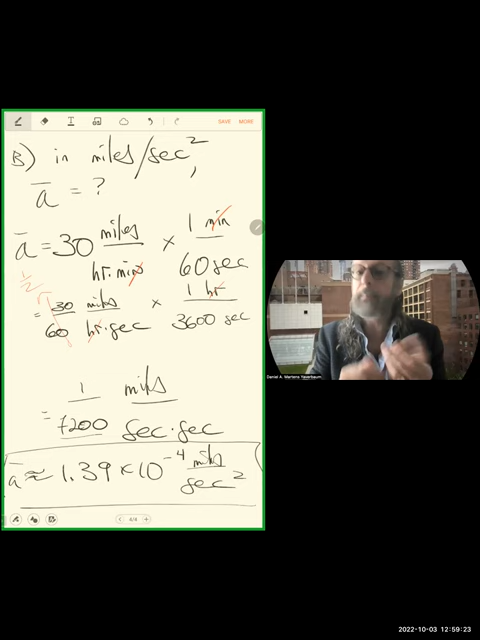 SAVE MORE
B) in miles/sec²,
a̅ = ?
a̅ = 30 miles/hr·min × 1 min/60 sec
1/2
= 30/60 miles/hr·sec × 1 hr/3600 sec
= 1/7200 miles/sec·sec
a̅ ≈ 1.39 × 10⁻⁴ miles/sec²
4/4
Daniel A. Martens Yaverbaum
2022-10-03 12:59:23